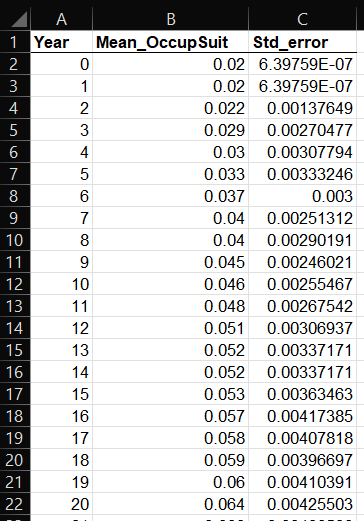 A B C
1 Year Mean_OccupSuit Std_error
2 0 0.02 6.39759E-07
3 1 0.02 6.39759E-07
4 2 0.022 0.00137649
5 3 0.029 0.00270477
6 4 0.03 0.00307794
7 5 0.033 0.00333246
8 6 0.037 0.003
9 7 0.04 0.00251312
10 8 0.04 0.00290191
11 9 0.045 0.00246021
12 10 0.046 0.00255467
13 11 0.048 0.00267542
14 12 0.051 0.00306937
15 13 0.052 0.00337171
16 14 0.052 0.00337171
17 15 0.053 0.00363463
18 16 0.057 0.00417385
19 17 0.058 0.00407818
20 18 0.059 0.00396697
21 19 0.06 0.00410391
22 20 0.064 0.00425503